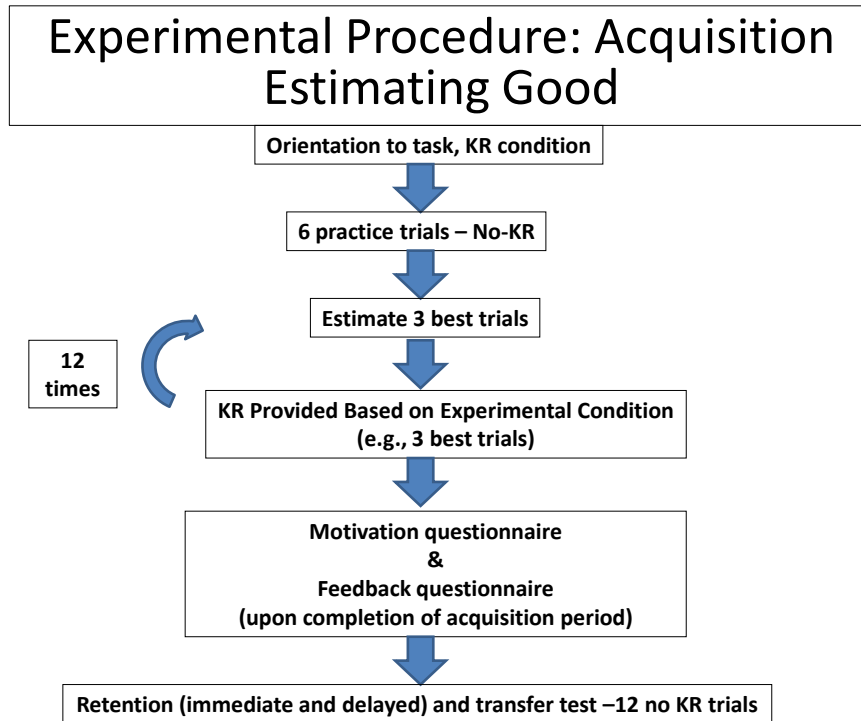 Experimental Procedure: Acquisition
Estimating Good
Orientation to task, KR condition
6 practice trials – No-KR
Estimate 3 best trials
12
times
KR Provided Based on Experimental Condition
(e.g., 3 best trials)
Motivation questionnaire
&
Feedback questionnaire
(upon completion of acquisition period)
Retention (immediate and delayed) and transfer test –12 no KR trials